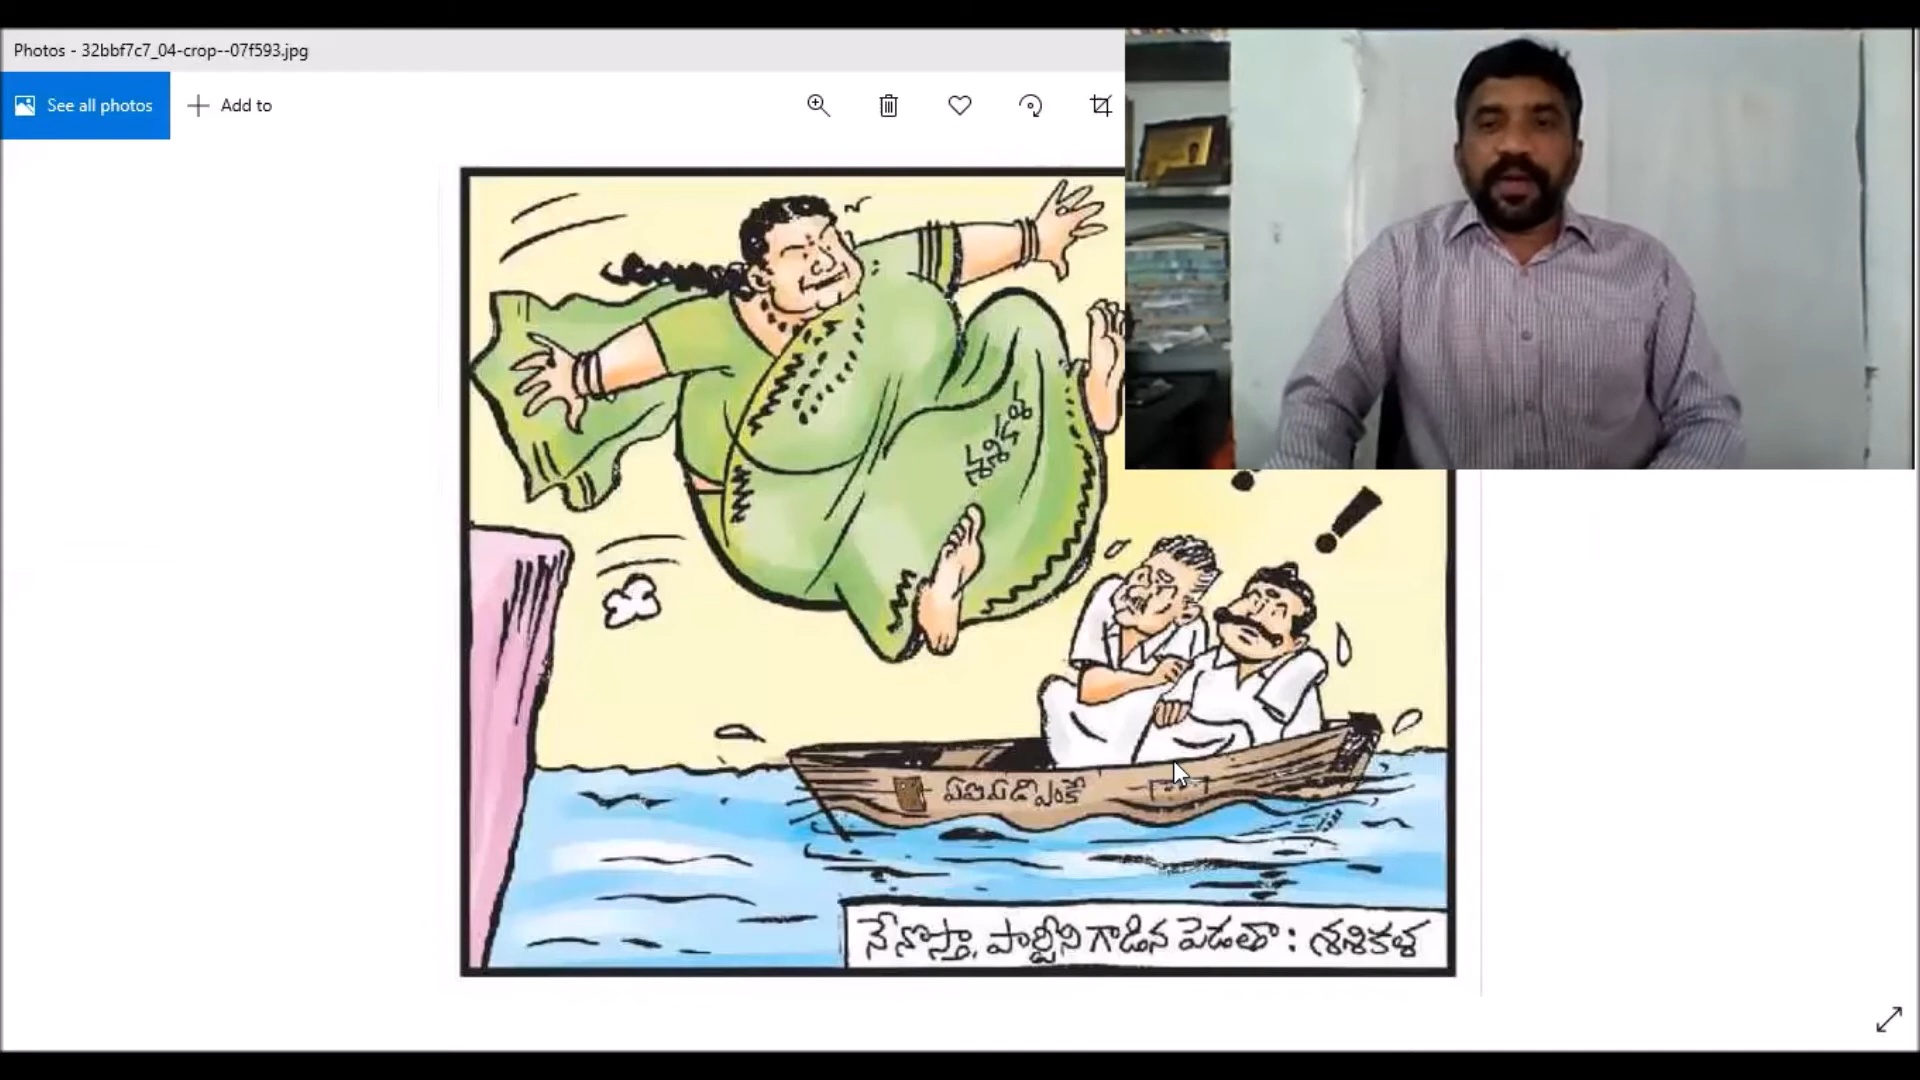 Photos - 32bbf7c7_04-crop--07f593.jpg
See all photos
Add to
శశికళ
ఏఐఏడిఎంకే
నేనొస్తా, పార్టీని గాడిన పెడతా : శశికళ